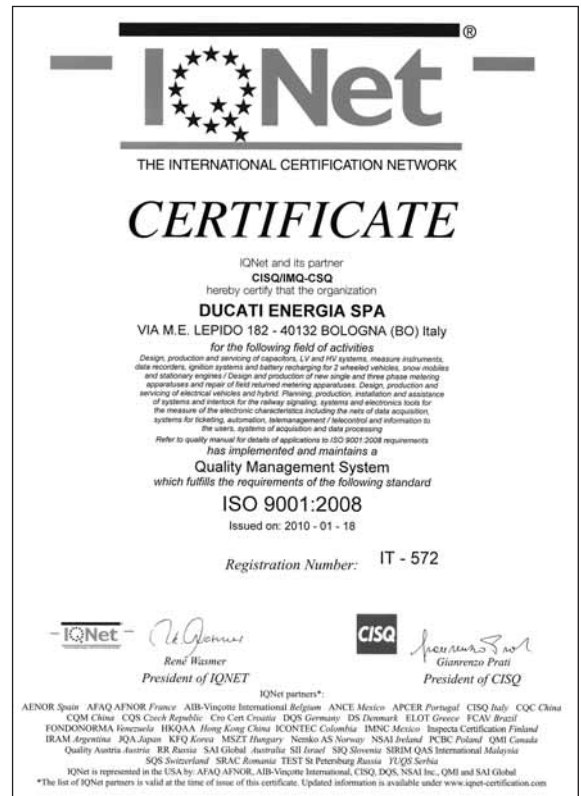 IQNet ®
THE INTERNATIONAL CERTIFICATION NETWORK
CERTIFICATE
IQNet and its partner
CISQ/IMQ-CSQ
hereby certify that the organization
DUCATI ENERGIA SPA
VIA M.E. LEPIDO 182 - 40132 BOLOGNA (BO) Italy
for the following field of activities
Design, production and servicing of capacitors, LV and HV systems, measure instruments,
data recorders, ignition systems and battery recharging for 2 wheeled vehicles, snow mobiles
and stationary engines / Design and production of new single and three phase metering
apparatuses and repair of field returned metering apparatuses. Design, production and
servicing of electrical vehicles and hybrid. Planning, production, installation and assistance
of systems and interlock for the railway signaling, systems and electronics tools for
the measure of the electronic characteristics including the nets of data acquisition,
systems for ticketing, automation, telemanagement / telecontrol and information to
the users, systems of acquisition and data processing
Refer to quality manual for details of applications to ISO 9001:2008 requirements
has implemented and maintains a
Quality Management System
which fulfills the requirements of the following standard
ISO 9001:2008
Issued on: 2010 - 01 - 18
Registration Number: IT - 572
IQNet
CISQ
René Wasmer
Gianrenzo Prati
President of IQNET
President of CISQ
IQNet partners*:
AENOR Spain AFAQ AFNOR France AIB-Vinçotte International Belgium ANCE Mexico APCER Portugal CISQ Italy CQC China
CQM China CQS Czech Republic Cro Cert Croatia DQS Germany DS Denmark ELOT Greece FCAV Brazil
FONDONORMA Venezuela HKQAA Hong Kong China ICONTEC Colombia IMNC Mexico Inspecta Certification Finland
IRAM Argentina JQA Japan KFQ Korea MSZT Hungary Nemko AS Norway NSAI Ireland PCBC Poland QMI Canada
Quality Austria Austria RR Russia SAI Global Australia SII Israel SIQ Slovenia SIRIM QAS International Malaysia
SQS Switzerland SRAC Romania TEST St Petersburg Russia YUQS Serbia
IQNet is represented in the USA by: AFAQ AFNOR, AIB-Vinçotte International, CISQ, DQS, NSAI Inc., QMI and SAI Global
*The list of IQNet partners is valid at the time of issue of this certificate. Updated information is available under www.iqnet-certification.com